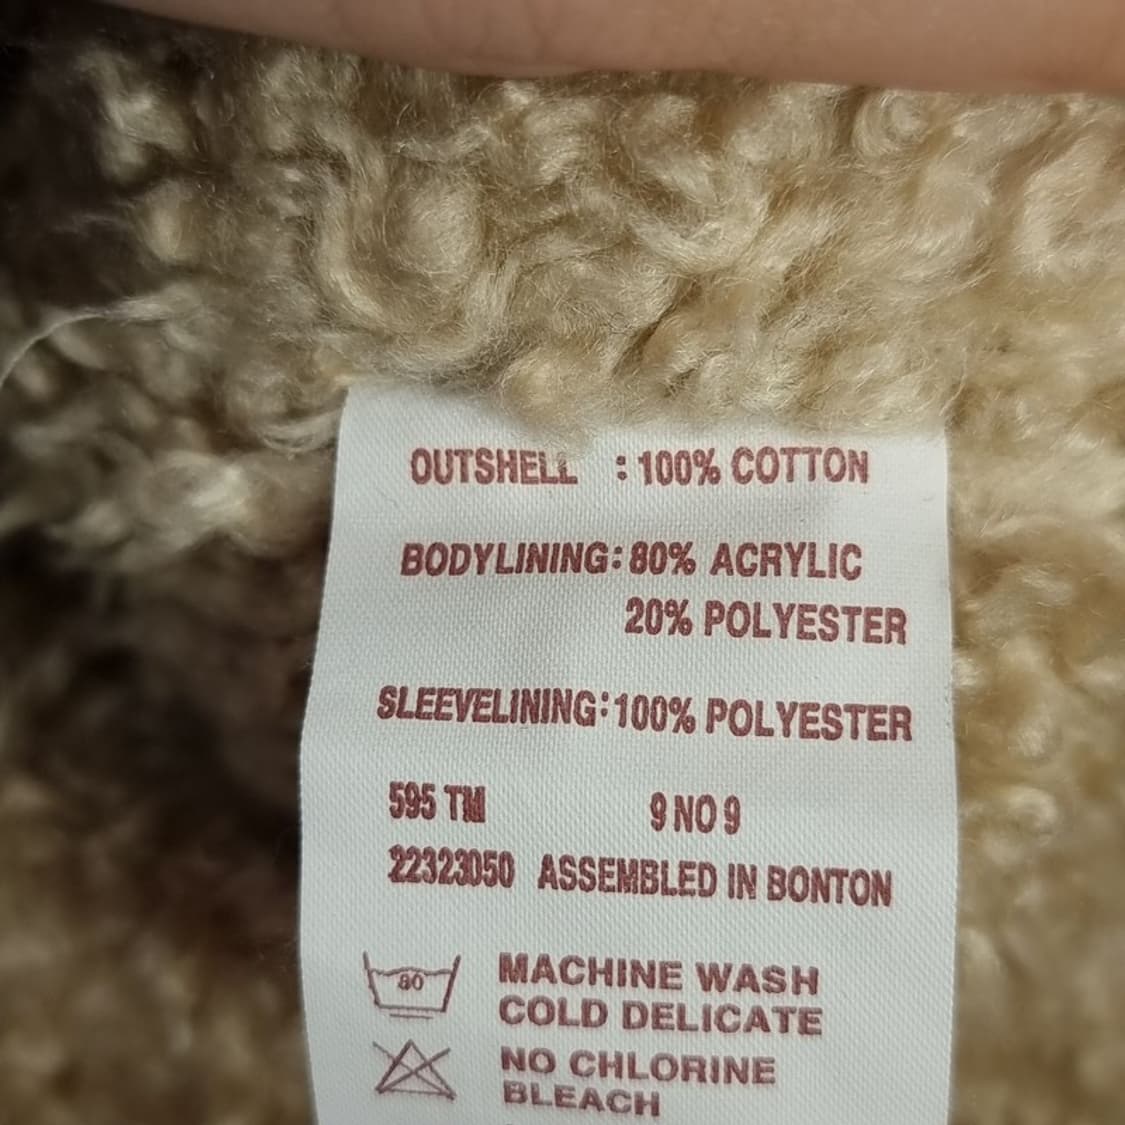 OUTSHELL : 100% COTTON
BODYLINING: 80% ACRYLIC
20% POLYESTER
SLEEVELINING: 100% POLYESTER
595 TM 9 NO 9
22323050 ASSEMBLED IN BONTON
80 MACHINE WASH
COLD DELICATE
NO CHLORINE
BLEACH